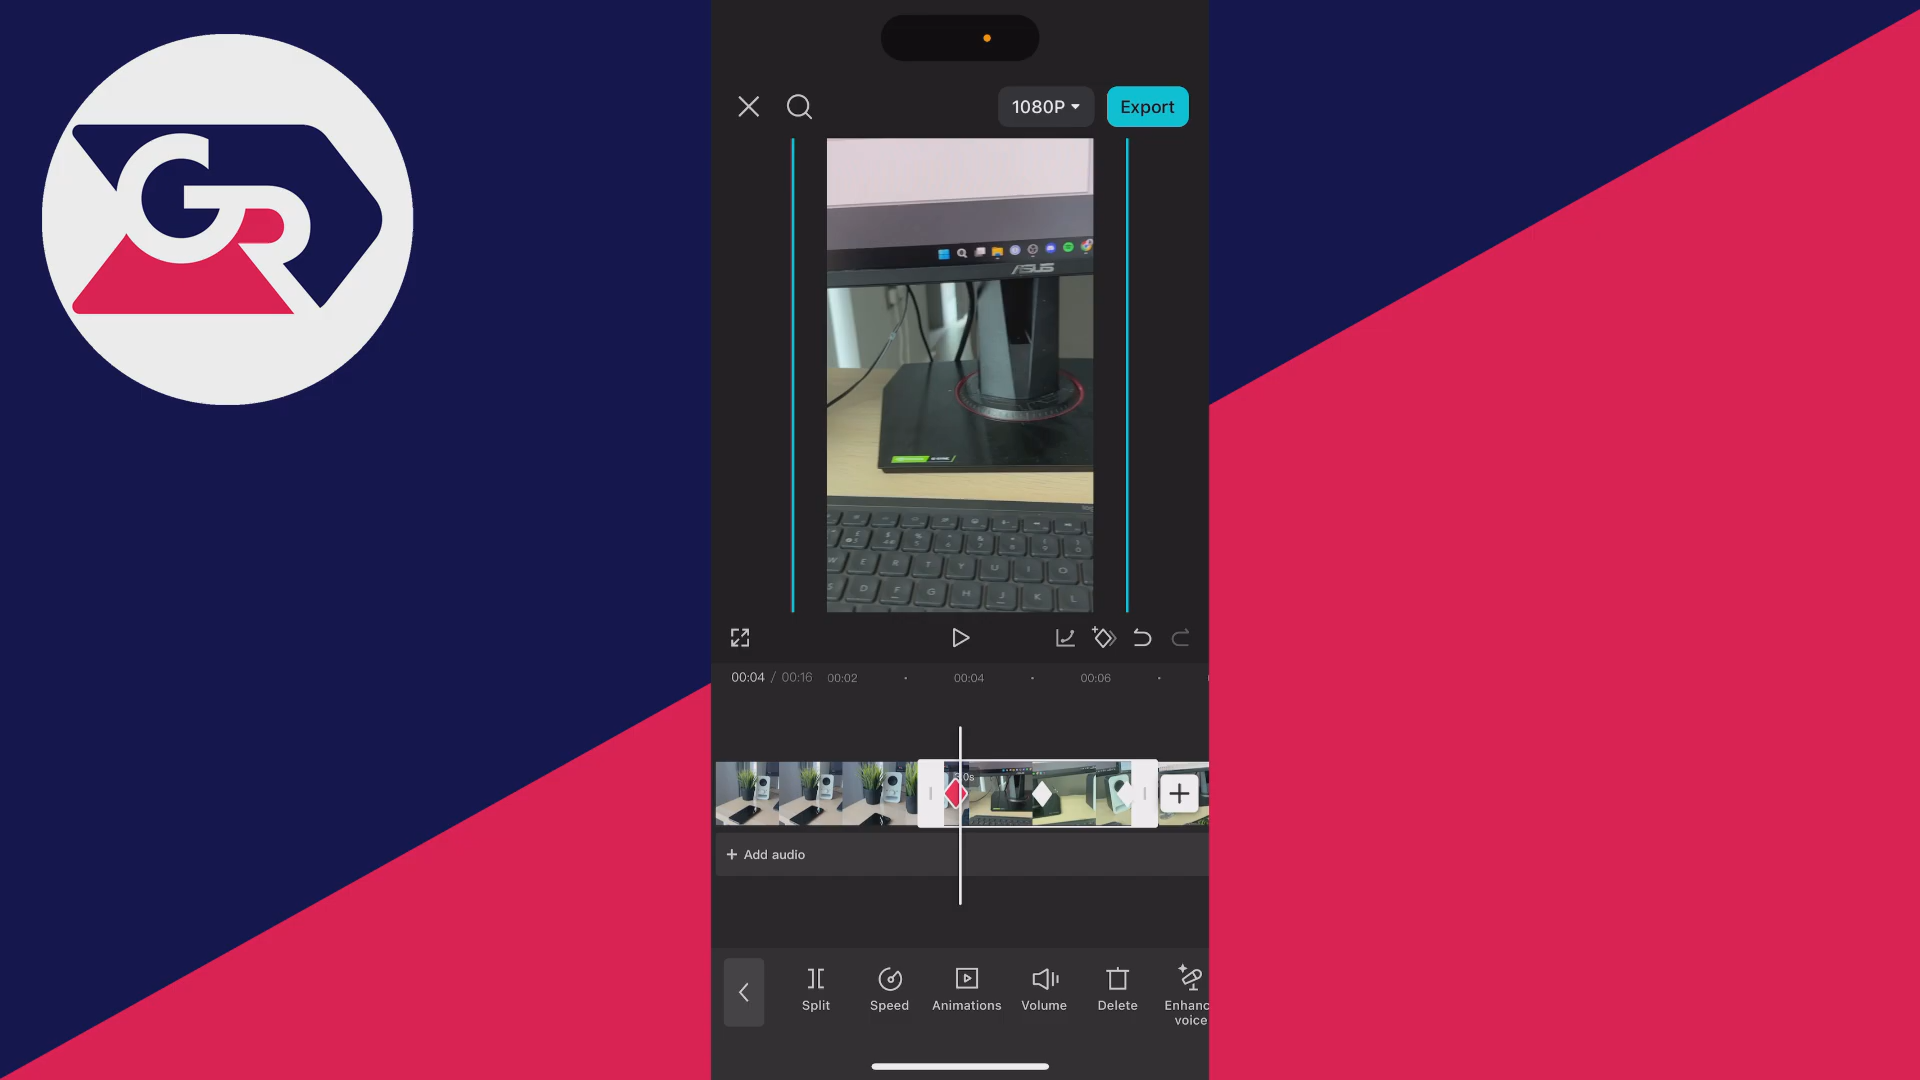 GR
1080P
Export
ASUS
00:04 / 00:16
00:02
00:04
00:06
+ Add audio
Split
Speed
Animations
Volume
Delete
Enhanc
voice